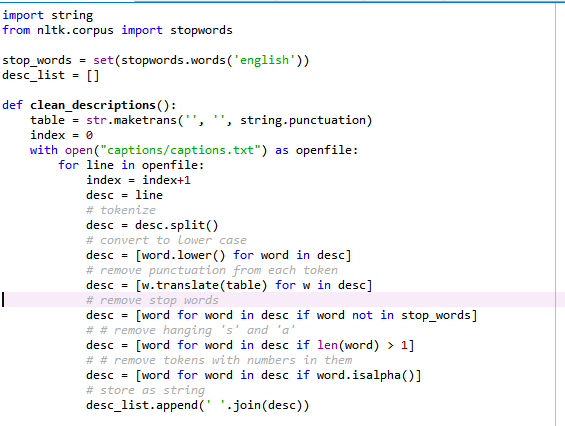 import string
from nltk.corpus import stopwords
stop_words = set(stopwords.words('english'))
desc_list = []
def clean_descriptions():
    table = str.maketrans('', '', string.punctuation)
    index = 0
    with open("captions/captions.txt") as openfile:
        for line in openfile:
            index = index+1
            desc = line
            # tokenize
            desc = desc.split()
            # convert to lower case
            desc = [word.lower() for word in desc]
            # remove punctuation from each token
            desc = [w.translate(table) for w in desc]
            # remove stop words
            desc = [word for word in desc if word not in stop_words]
            # # remove hanging 's' and 'a'
            desc = [word for word in desc if len(word) > 1]
            # # remove tokens with numbers in them
            desc = [word for word in desc if word.isalpha()]
            # store as string
            desc_list.append(' '.join(desc))